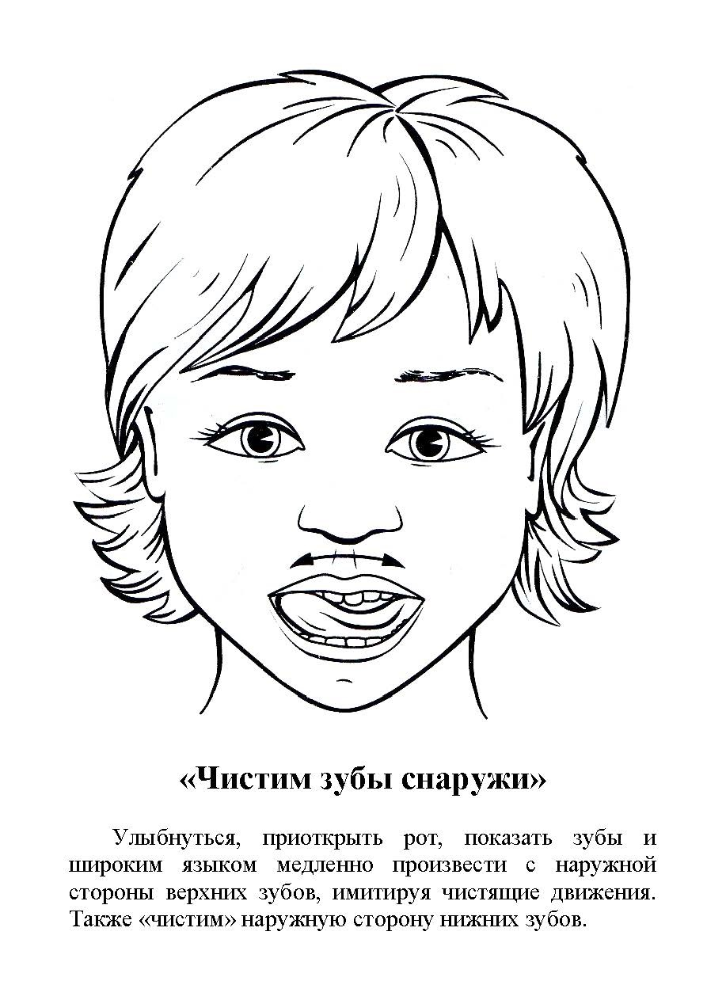 «Чистим зубы снаружи»
Улыбнуться, приоткрыть рот, показать зубы и
широким языком медленно произвести с наружной
стороны верхних зубов, имитируя чистящие движения.
Также «чистим» наружную сторону нижних зубов.